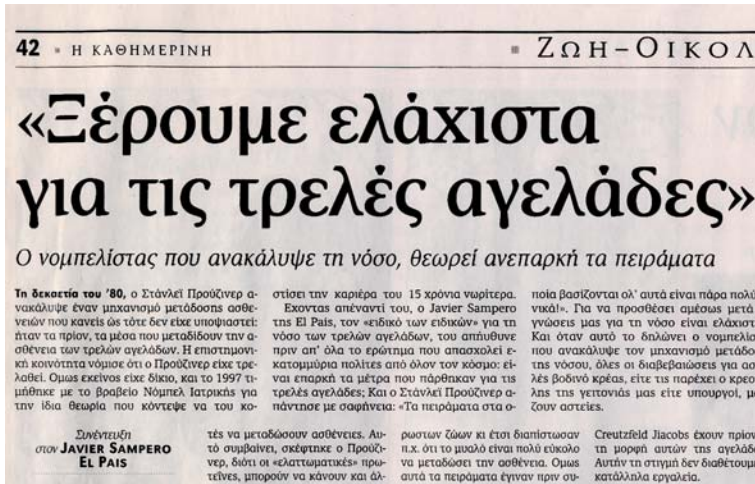 42 ▪ Η ΚΑΘΗΜΕΡΙΝΗ
▪ ΖΩΗ–ΟΙΚΟΛ
«Ξέρουμε ελάχιστα
για τις τρελές αγελάδες»
Ο νομπελίστας που ανακάλυψε τη νόσο, θεωρεί ανεπαρκή τα πειράματα
Τη δεκαετία του '80, ο Στάνλεϊ Προύζινερ α-
νακάλυψε έναν μηχανισμό μετάδοσης ασθε-
νειών που κανείς ώς τότε δεν είχε υποψιαστεί:
ήταν τα πρίον, τα μέσα που μεταδίδουν την α-
σθένεια των τρελών αγελάδων. Η επιστημονι-
κή κοινότητα νόμισε ότι ο Προύζινερ είχε τρε-
λαθεί. Ομως εκείνος είχε δίκιο, και το 1997 τι-
μήθηκε με το βραβείο Νόμπελ Ιατρικής για
την ίδια θεωρία που κόντεψε να του κο-
στίσει την καριέρα του 15 χρόνια νωρίτερα.
Εχοντας απέναντί του, ο Javier Sampero
της El Pais, τον «ειδικό των ειδικών» για τη
νόσο των τρελών αγελάδων, του απηύθυνε
πριν απ' όλα το ερώτημα που απασχολεί ε-
κατομμύρια πολίτες από όλον τον κόσμο: εί-
ναι επαρκή τα μέτρα που πάρθηκαν για τις
τρελές αγελάδες; Και ο Στάνλεϊ Προύζινερ α-
πάντησε με σαφήνεια: «Τα πειράματα στα ο-
ποία βασίζονται ολ' αυτά είναι πάρα πολύ
νικά!». Για να προσθέσει αμέσως μετά
γνώσεις μας για τη νόσο είναι ελάχισ
Και όταν αυτό το δηλώνει ο νομπελίσ
που ανακάλυψε τον μηχανισμό μετάδοσ
της νόσου, όλες οι διαβεβαιώσεις για ασ
λές βοδινό κρέας, είτε τις παρέχει ο κρεο
λης της γειτονιάς μας είτε υπουργοί, μ
ζουν αστείες.
Συνέντευξη
στον JAVIER SAMPERO
EL PAIS
τές να μεταδώσουν ασθένειες. Αυ-
τό συμβαίνει, σκέφτηκε ο Προύζι-
νερ, διότι οι «ελαττωματικές» πρω-
τεΐνες, μπορούν να κάνουν και άλ-
ρωστων ζώων κι έτσι διαπίστωσαν
π.χ. ότι το μυαλό είναι πολύ εύκολο
να μεταδώσει την ασθένεια. Ομως
αυτά τα πειράματα έγιναν πριν συ-
Creutzfeld Jiacobs έχουν πρίον
τη μορφή αυτών της αγελάδ
Αυτήν τη στιγμή δεν διαθέτουμ
κατάλληλα εργαλεία.